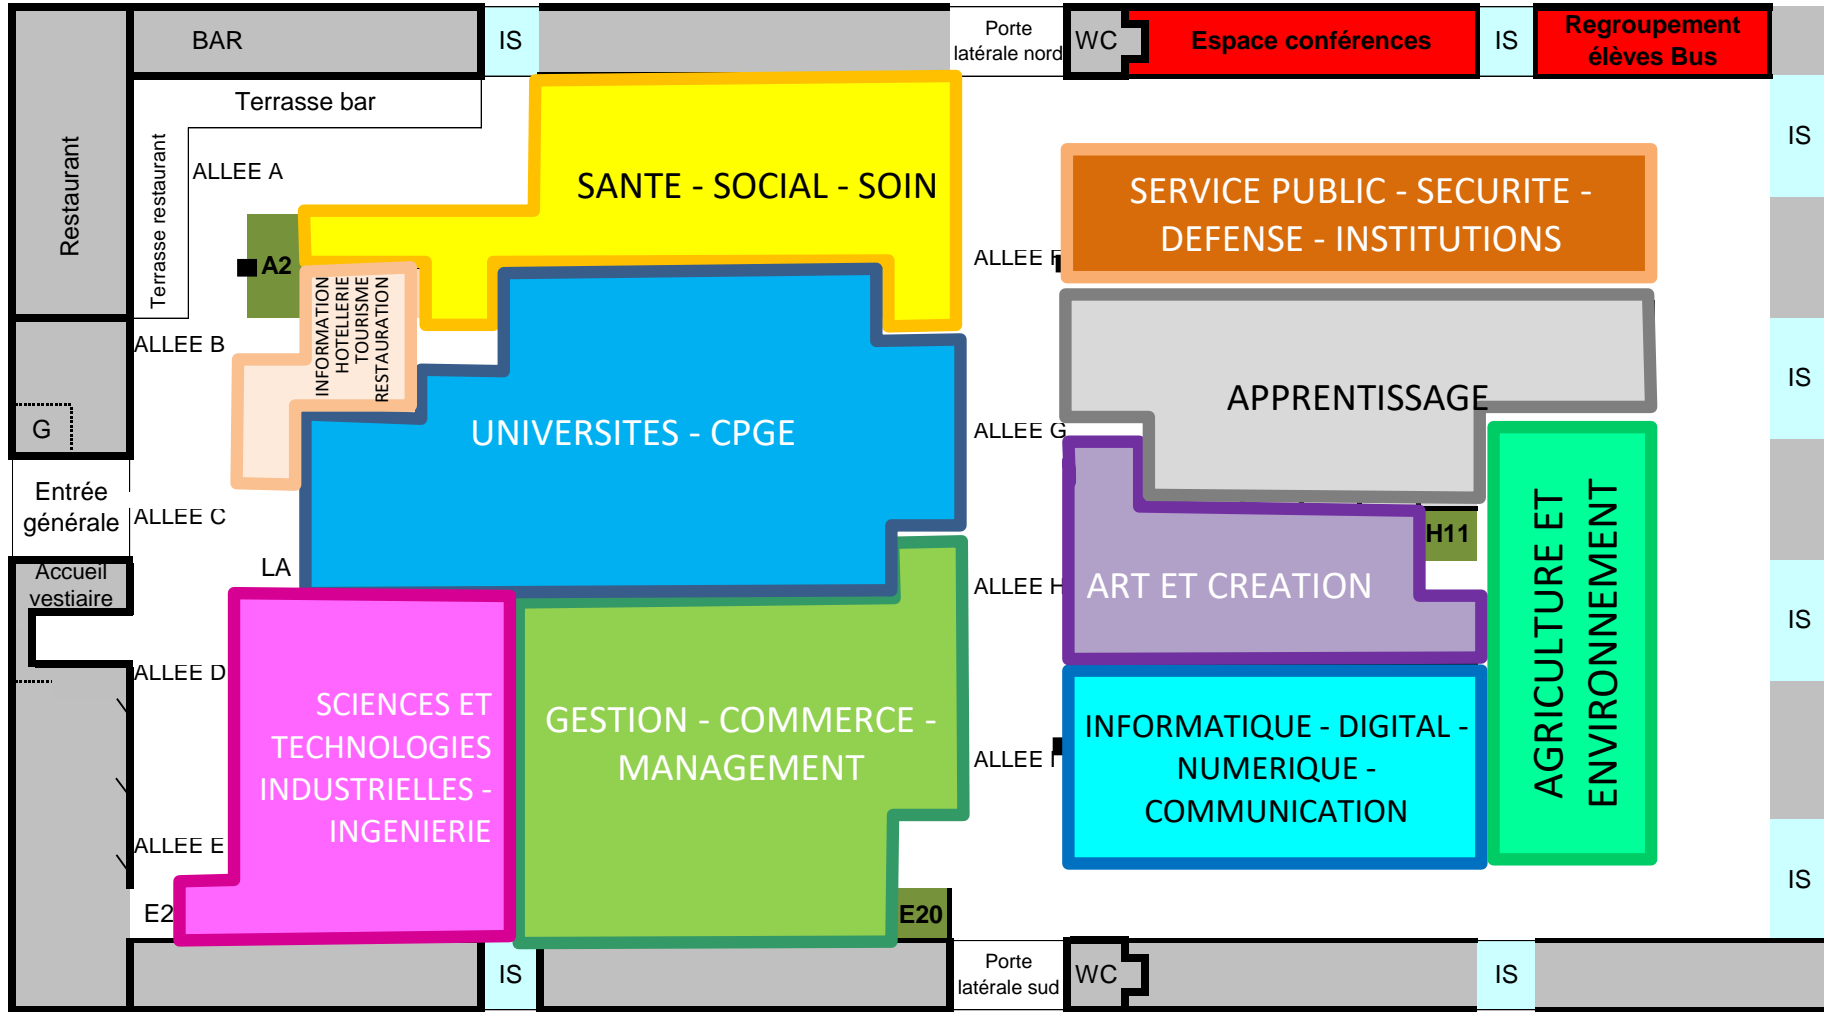 BAR
IS
Porte
latérale nord
WC
Espace conférences
IS
Regroupement
élèves Bus
Terrasse bar
IS
Restaurant
Terrasse restaurant
ALLEE A
SANTE - SOCIAL - SOIN
SERVICE PUBLIC - SECURITE -
DEFENSE - INSTITUTIONS
A2
ALLEE F
INFORMATION
HOTELLERIE
TOURISME
RESTAURATION
ALLEE B
IS
APPRENTISSAGE
G
UNIVERSITES - CPGE
ALLEE G
Entrée
générale
ALLEE C
H11
AGRICULTURE ET
ENVIRONNEMENT
LA
Accueil
vestiaire
ALLEE H
ART ET CREATION
IS
ALLEE D
SCIENCES ET
TECHNOLOGIES
INDUSTRIELLES -
INGENIERIE
GESTION - COMMERCE -
MANAGEMENT
ALLEE I
INFORMATIQUE - DIGITAL -
NUMERIQUE -
COMMUNICATION
ALLEE E
IS
E2
E20
IS
Porte
latérale sud
WC
IS